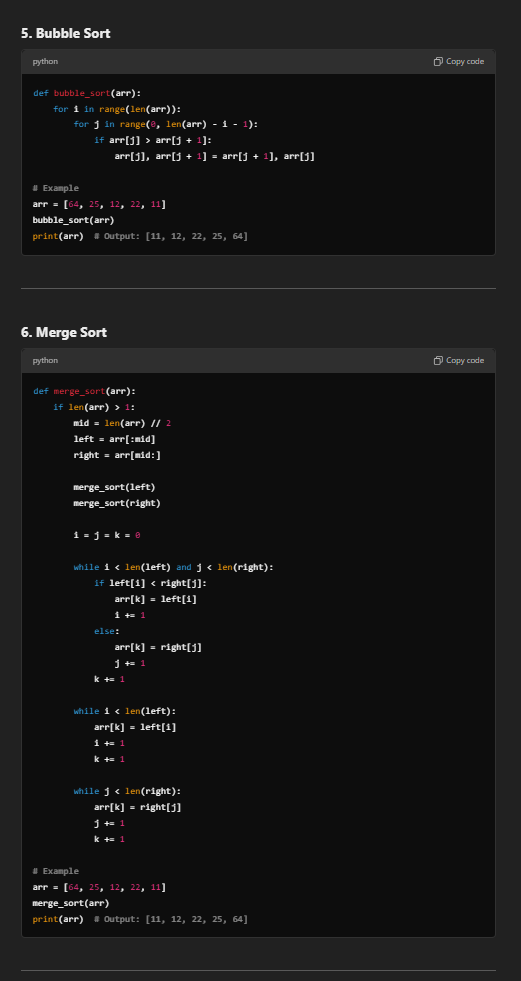 5. Bubble Sort
python
Copy code
def bubble_sort(arr):
    for i in range(len(arr)):
        for j in range(0, len(arr) - i - 1):
            if arr[j] > arr[j + 1]:
                arr[j], arr[j + 1] = arr[j + 1], arr[j]

# Example
arr = [64, 25, 12, 22, 11]
bubble_sort(arr)
print(arr)  # Output: [11, 12, 22, 25, 64]

6. Merge Sort
python
Copy code
def merge_sort(arr):
    if len(arr) > 1:
        mid = len(arr) // 2
        left = arr[:mid]
        right = arr[mid:]

        merge_sort(left)
        merge_sort(right)

        i = j = k = 0

        while i < len(left) and j < len(right):
            if left[i] < right[j]:
                arr[k] = left[i]
                i += 1
            else:
                arr[k] = right[j]
                j += 1
            k += 1

        while i < len(left):
            arr[k] = left[i]
            i += 1
            k += 1

        while j < len(right):
            arr[k] = right[j]
            j += 1
            k += 1

# Example
arr = [64, 25, 12, 22, 11]
merge_sort(arr)
print(arr)  # Output: [11, 12, 22, 25, 64]